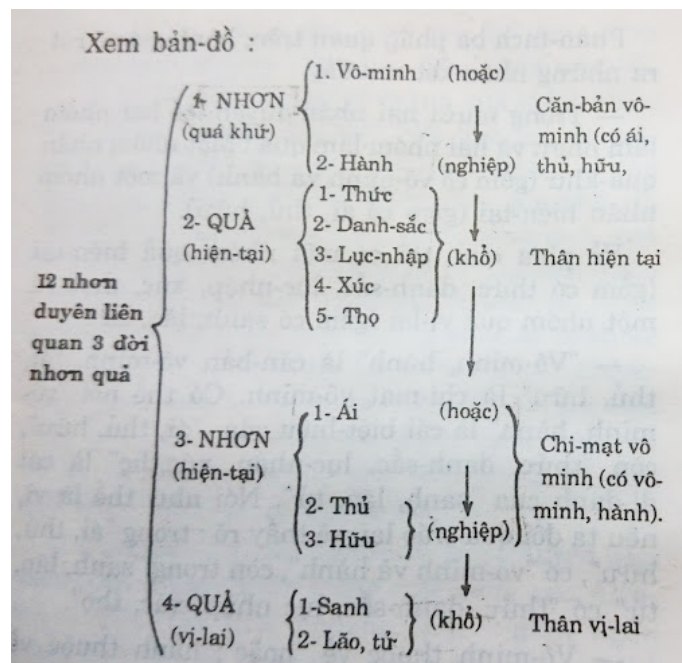 Xem bản-đồ :
12 nhơn
duyên liên
quan 3 đời
nhơn quả
1- NHƠN
(quá khứ)
1. Vô-minh (hoặc)
2- Hành (nghiệp)
Căn-bản vô-
minh (có ái,
thủ, hữu,
2- QUẢ
(hiện-tại)
1- Thức
2- Danh-sắc
3- Lục-nhập (khổ) Thân hiện tại
4- Xúc
5- Thọ
3- NHƠN
(hiện-tại)
1- Ái (hoặc)
2- Thủ
3- Hữu (nghiệp)
Chi-mạt vô
minh (có vô-
minh, hành).
4- QUẢ
(vị-lai)
1-Sanh
2- Lão, tử (khổ) Thân vị-lai